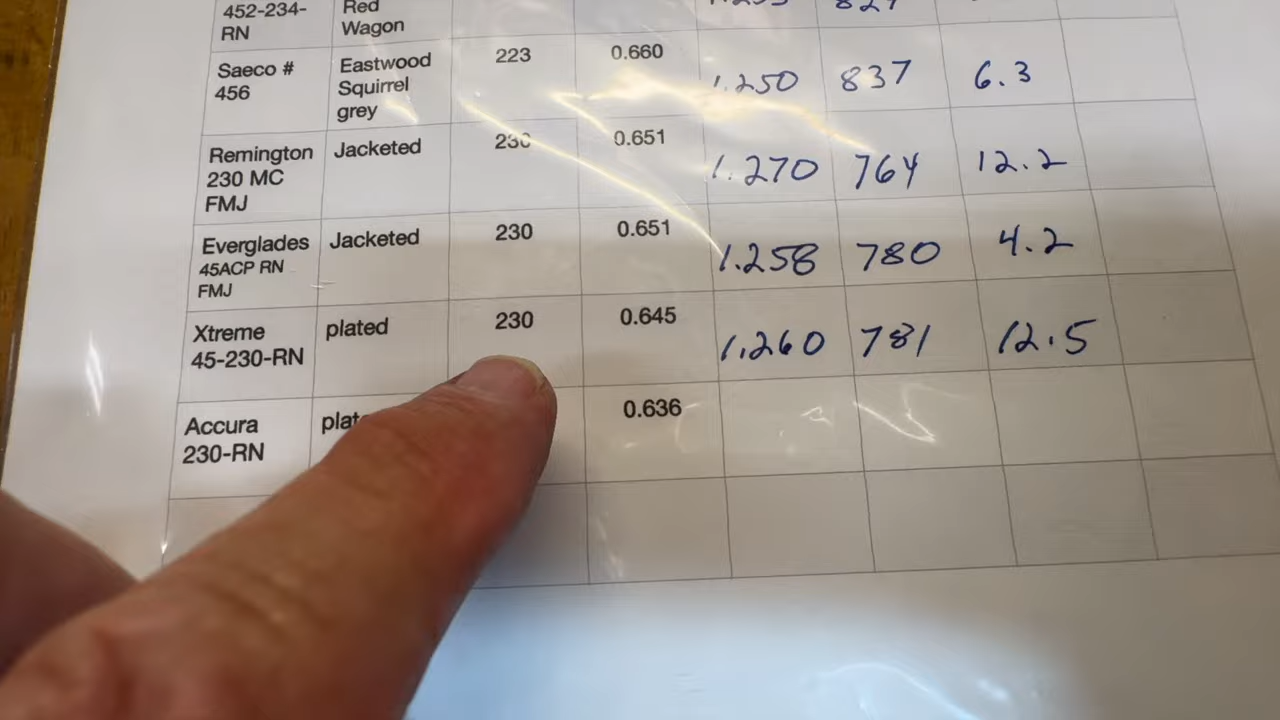 452-234-
RN
Red
Wagon
Saeco #
456
Eastwood
Squirrel
grey
223
0.660
1.250
837
6.3
Remington
230 MC
FMJ
Jacketed
230
0.651
1.270
764
12.2
Everglades
45ACP RN
FMJ
Jacketed
230
0.651
1.258
780
4.2
Xtreme
45-230-RN
plated
230
0.645
1.260
781
12.5
Accura
230-RN
0.636